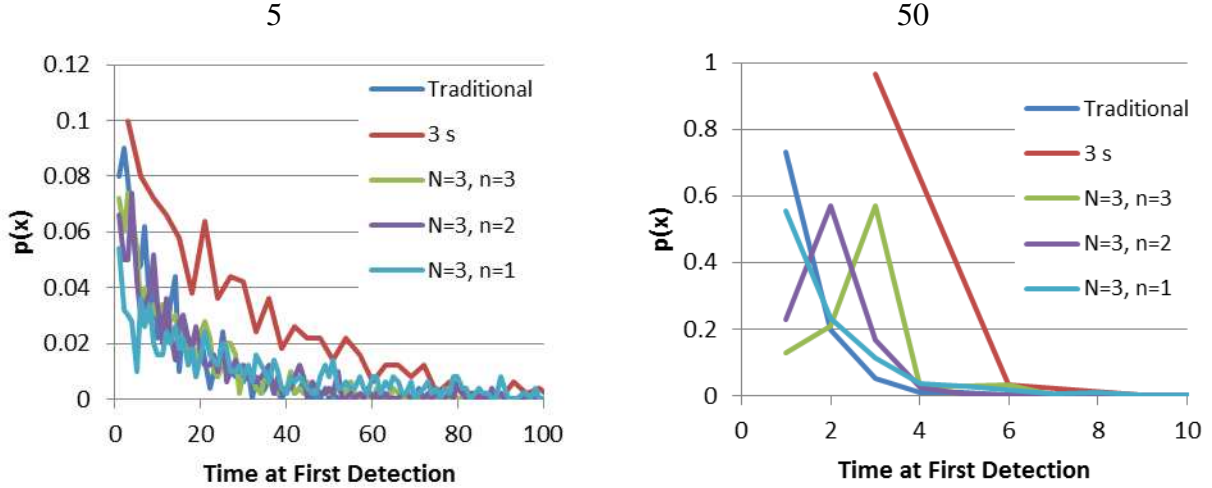 5
0.12
0.1
0.08
0.06
0.04
0.02
0
p(x)
0 20 40 60 80 100
Time at First Detection
Traditional
3 s
N=3, n=3
N=3, n=2
N=3, n=1
50
1
0.8
0.6
0.4
0.2
0
p(x)
0 2 4 6 8 10
Time at First Detection
Traditional
3 s
N=3, n=3
N=3, n=2
N=3, n=1